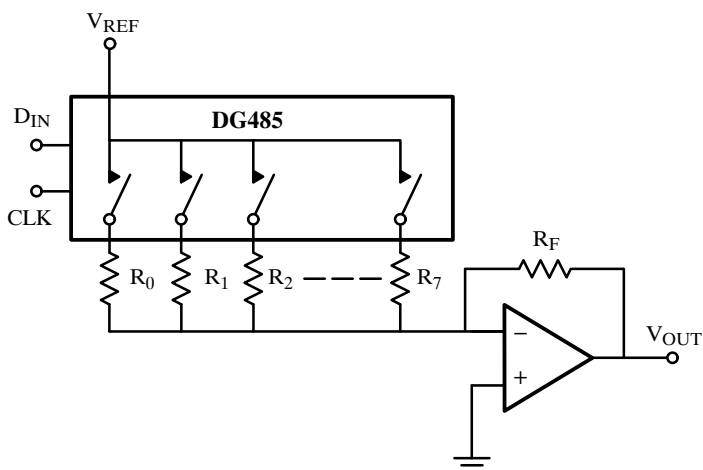 V_REF
D_IN
DG485
CLK
R_0
R_1
R_2
R_7
R_F
−
+
V_OUT